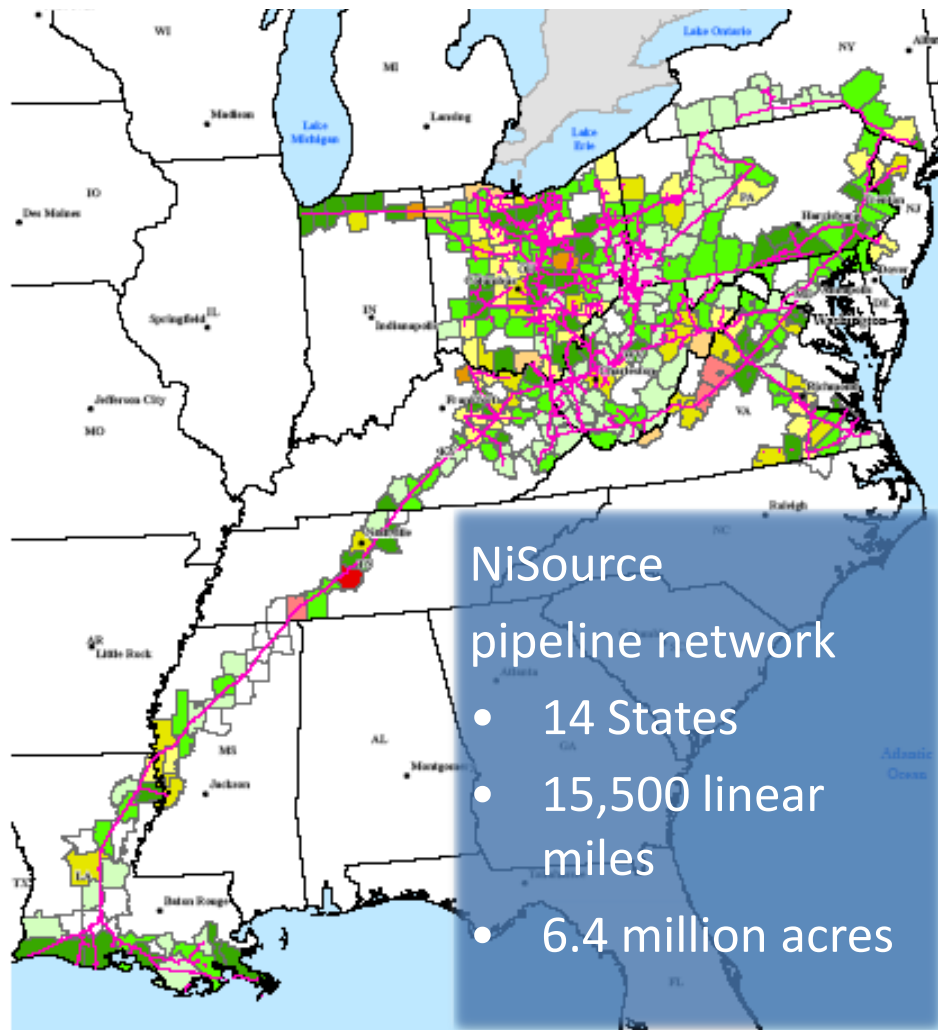 WI
MI
NY
Lake Ontario
Madison
Lansing
Lake
Michigan
Lake
Erie
IO
Des Moines
PA
Harrisburg
Trenton
NJ
Dover
DE
Springfield
IL
IN
Indianapolis
Washington
Charleston
Richmond
VA
Jefferson City
MO
Raleigh
NC
Nashville
TN
AR
Little Rock
NiSource
pipeline network
• 14 States
• 15,500 linear
miles
• 6.4 million acres
Atlanta
GA
AL
Montgomery
MS
Jackson
Atlantic
Ocean
TX
LA
Baton Rouge
FL